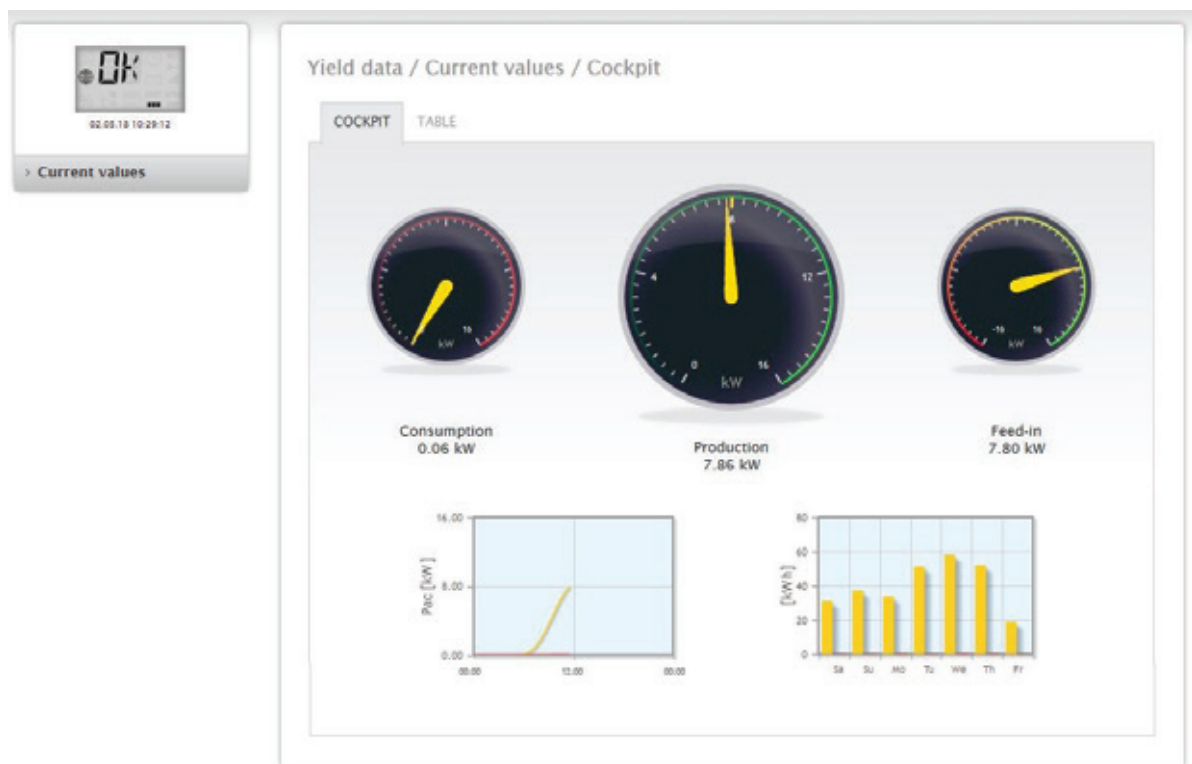 OK
Current values
Yield data / Current values / Cockpit
COCKPIT TABLE
16
kW
Consumption
0.06 kW
8
4 12
0 16
kW
Production
7.86 kW
-16 16
kW
Feed-in
7.80 kW
16.00
8.00
0.00
Pac [kW]
00:00 12:00 00:00
80
60
40
20
0
[kWh]
Sa Su Mo Tu We Th Fr